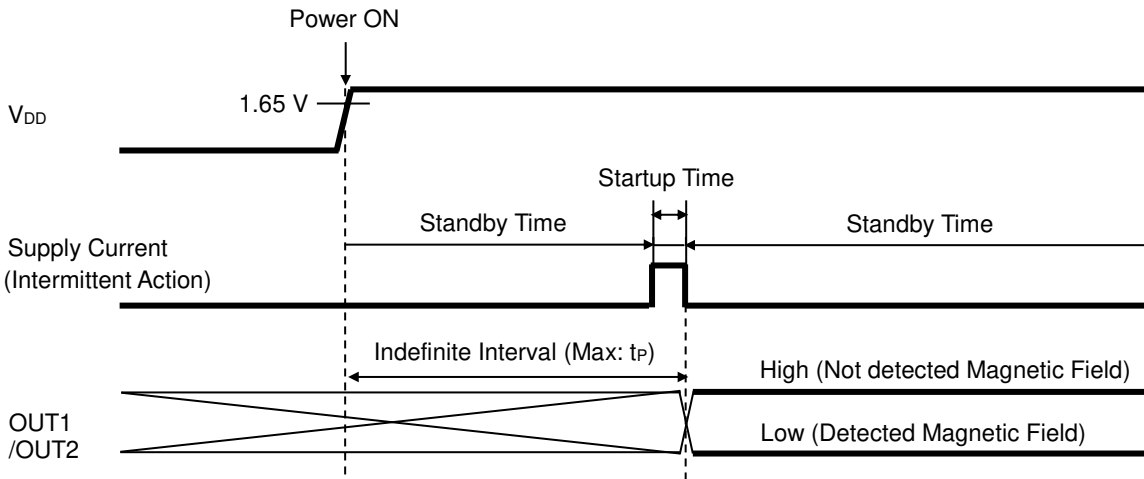 Power ON
1.65 V
VDD
Startup Time
Standby Time
Standby Time
Supply Current
(Intermittent Action)
Indefinite Interval (Max: tP)
High (Not detected Magnetic Field)
OUT1
/OUT2
Low (Detected Magnetic Field)